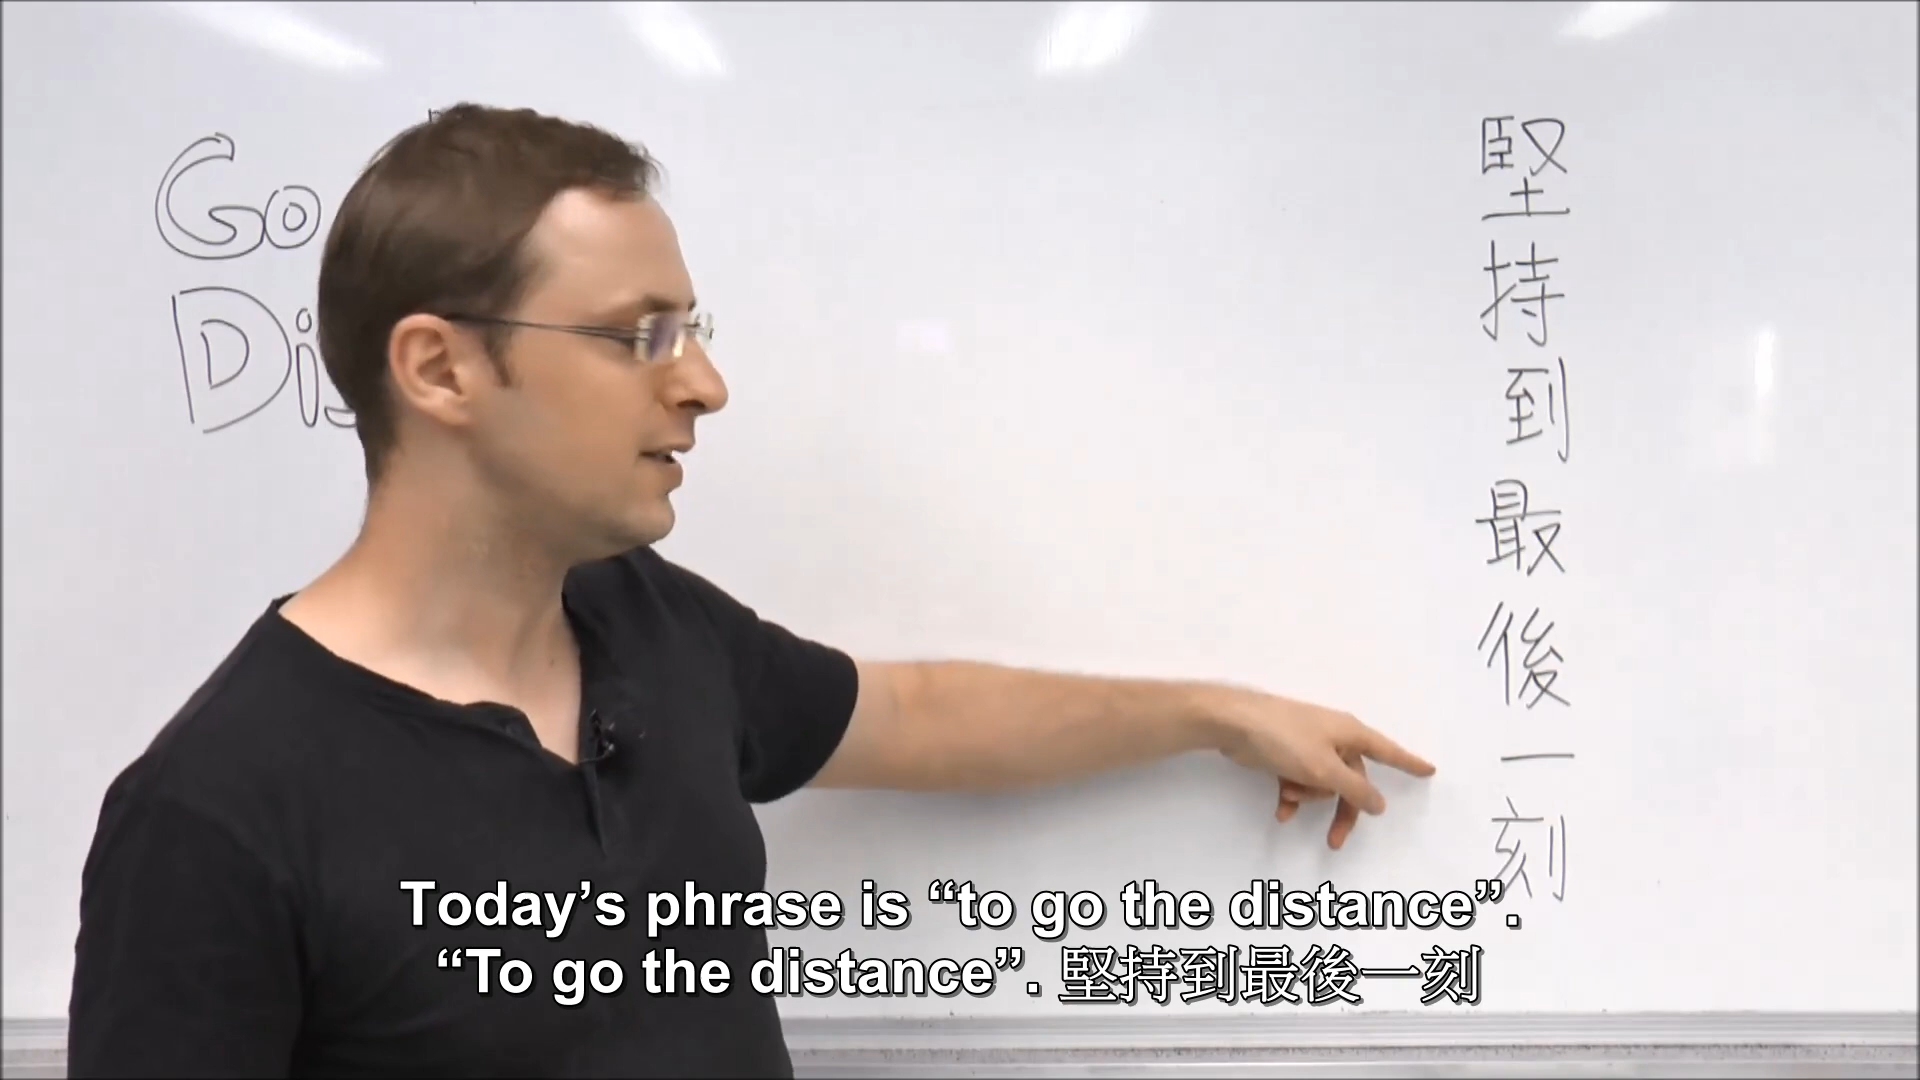 Go
Dis
堅持到最後一刻
Today’s phrase is “to go the distance”.
“To go the distance”. 堅持到最後一刻